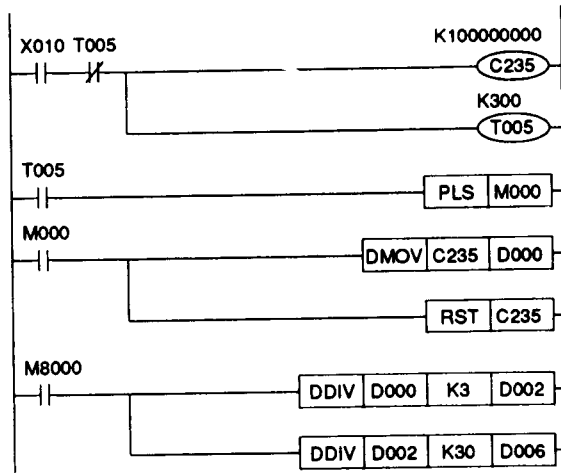 X010 T005 K100000000
C235
K300
T005
T005
PLS M000
M000
DMOV C235 D000
RST C235
M8000
DDIV D000 K3 D002
DDIV D002 K30 D006